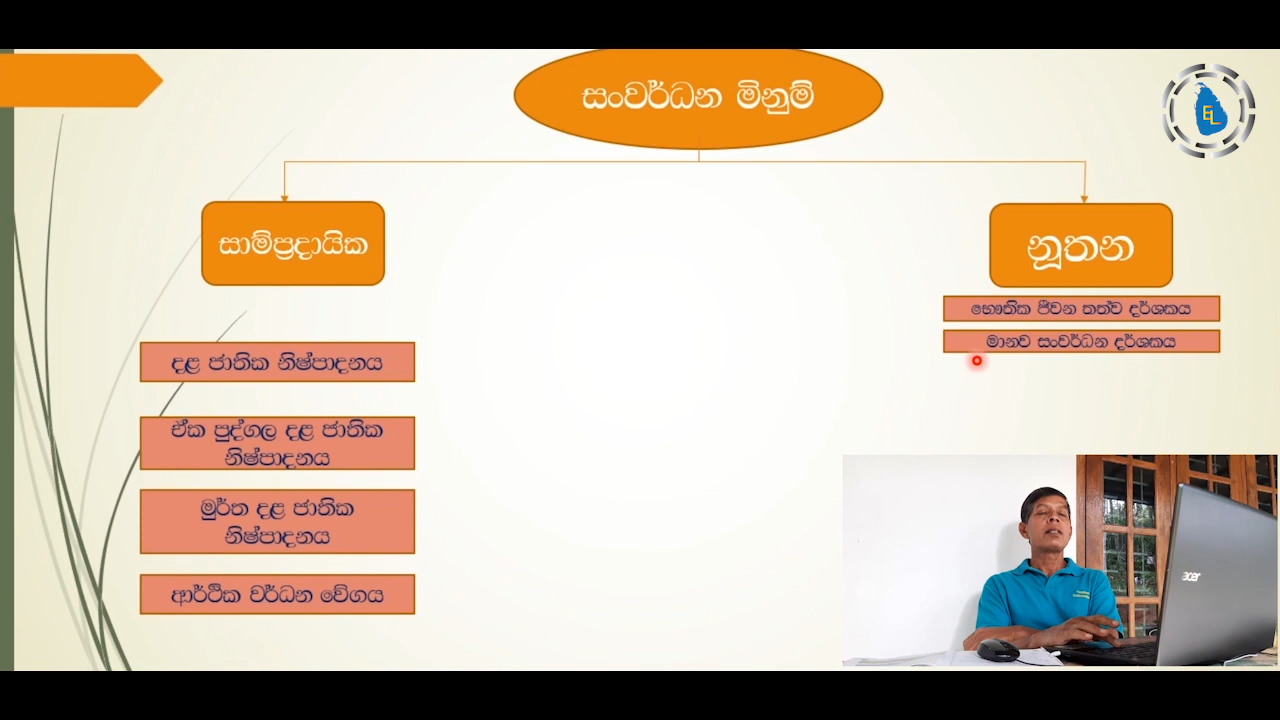 සංවර්ධන මිනුම්
EL
සාම්ප්‍රදායික
නූතන
භෞතික ජීවන තත්ව දර්ශකය
මානව සංවර්ධන දර්ශකය
දළ ජාතික නිෂ්පාදනය
ඒක පුද්ගල දළ ජාතික
නිෂ්පාදනය
මුර්ත දළ ජාතික
නිෂ්පාදනය
ආර්ථික වර්ධන වේගය
acer